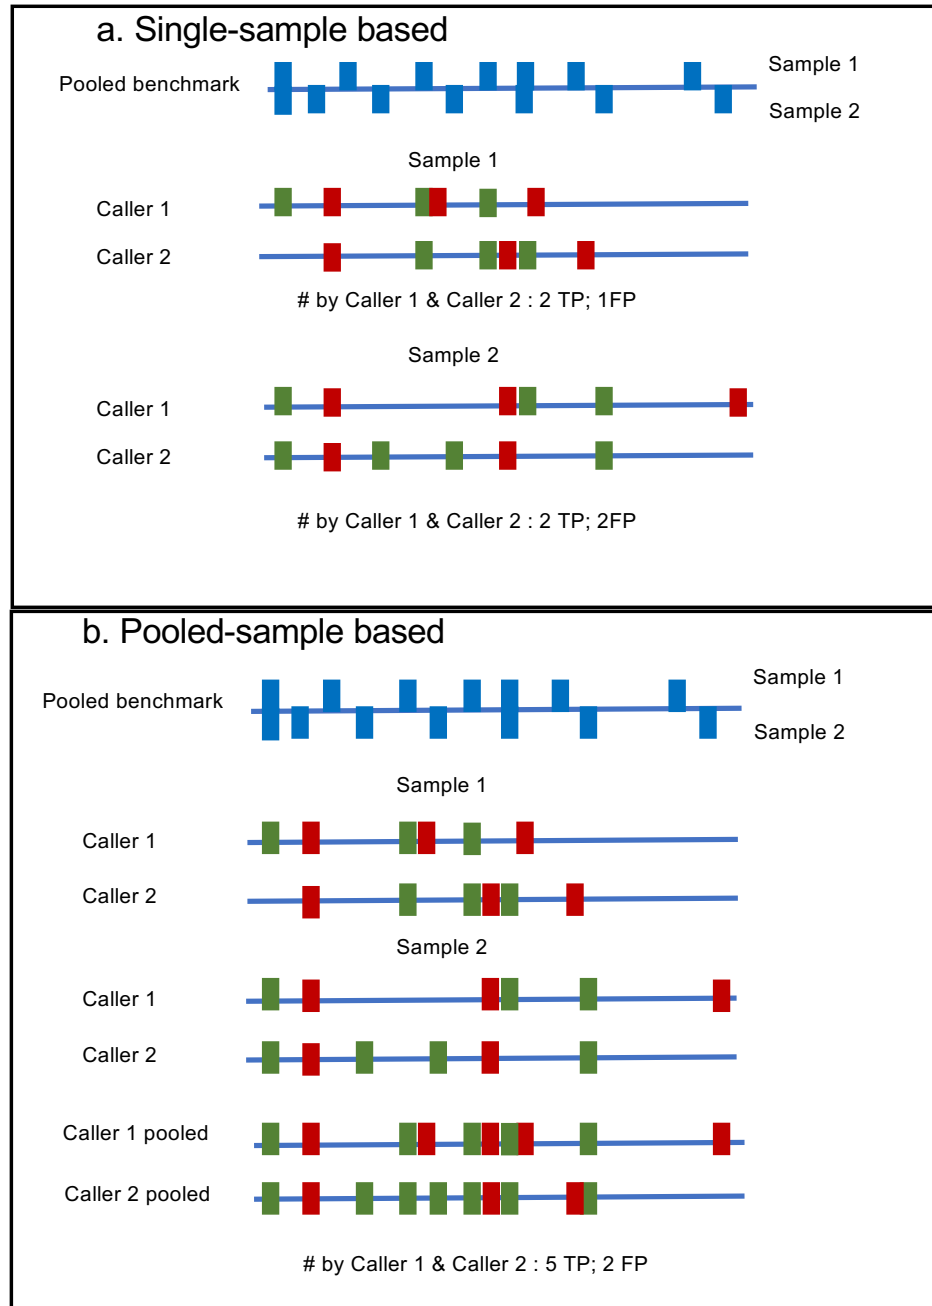 a. Single-sample based
Pooled benchmark
Sample 1
Sample 2
Sample 1
Caller 1
Caller 2
# by Caller 1 & Caller 2 : 2 TP; 1FP
Sample 2
Caller 1
Caller 2
# by Caller 1 & Caller 2 : 2 TP; 2FP
b. Pooled-sample based
Pooled benchmark
Sample 1
Sample 2
Sample 1
Caller 1
Caller 2
Sample 2
Caller 1
Caller 2
Caller 1 pooled
Caller 2 pooled
# by Caller 1 & Caller 2 : 5 TP; 2 FP